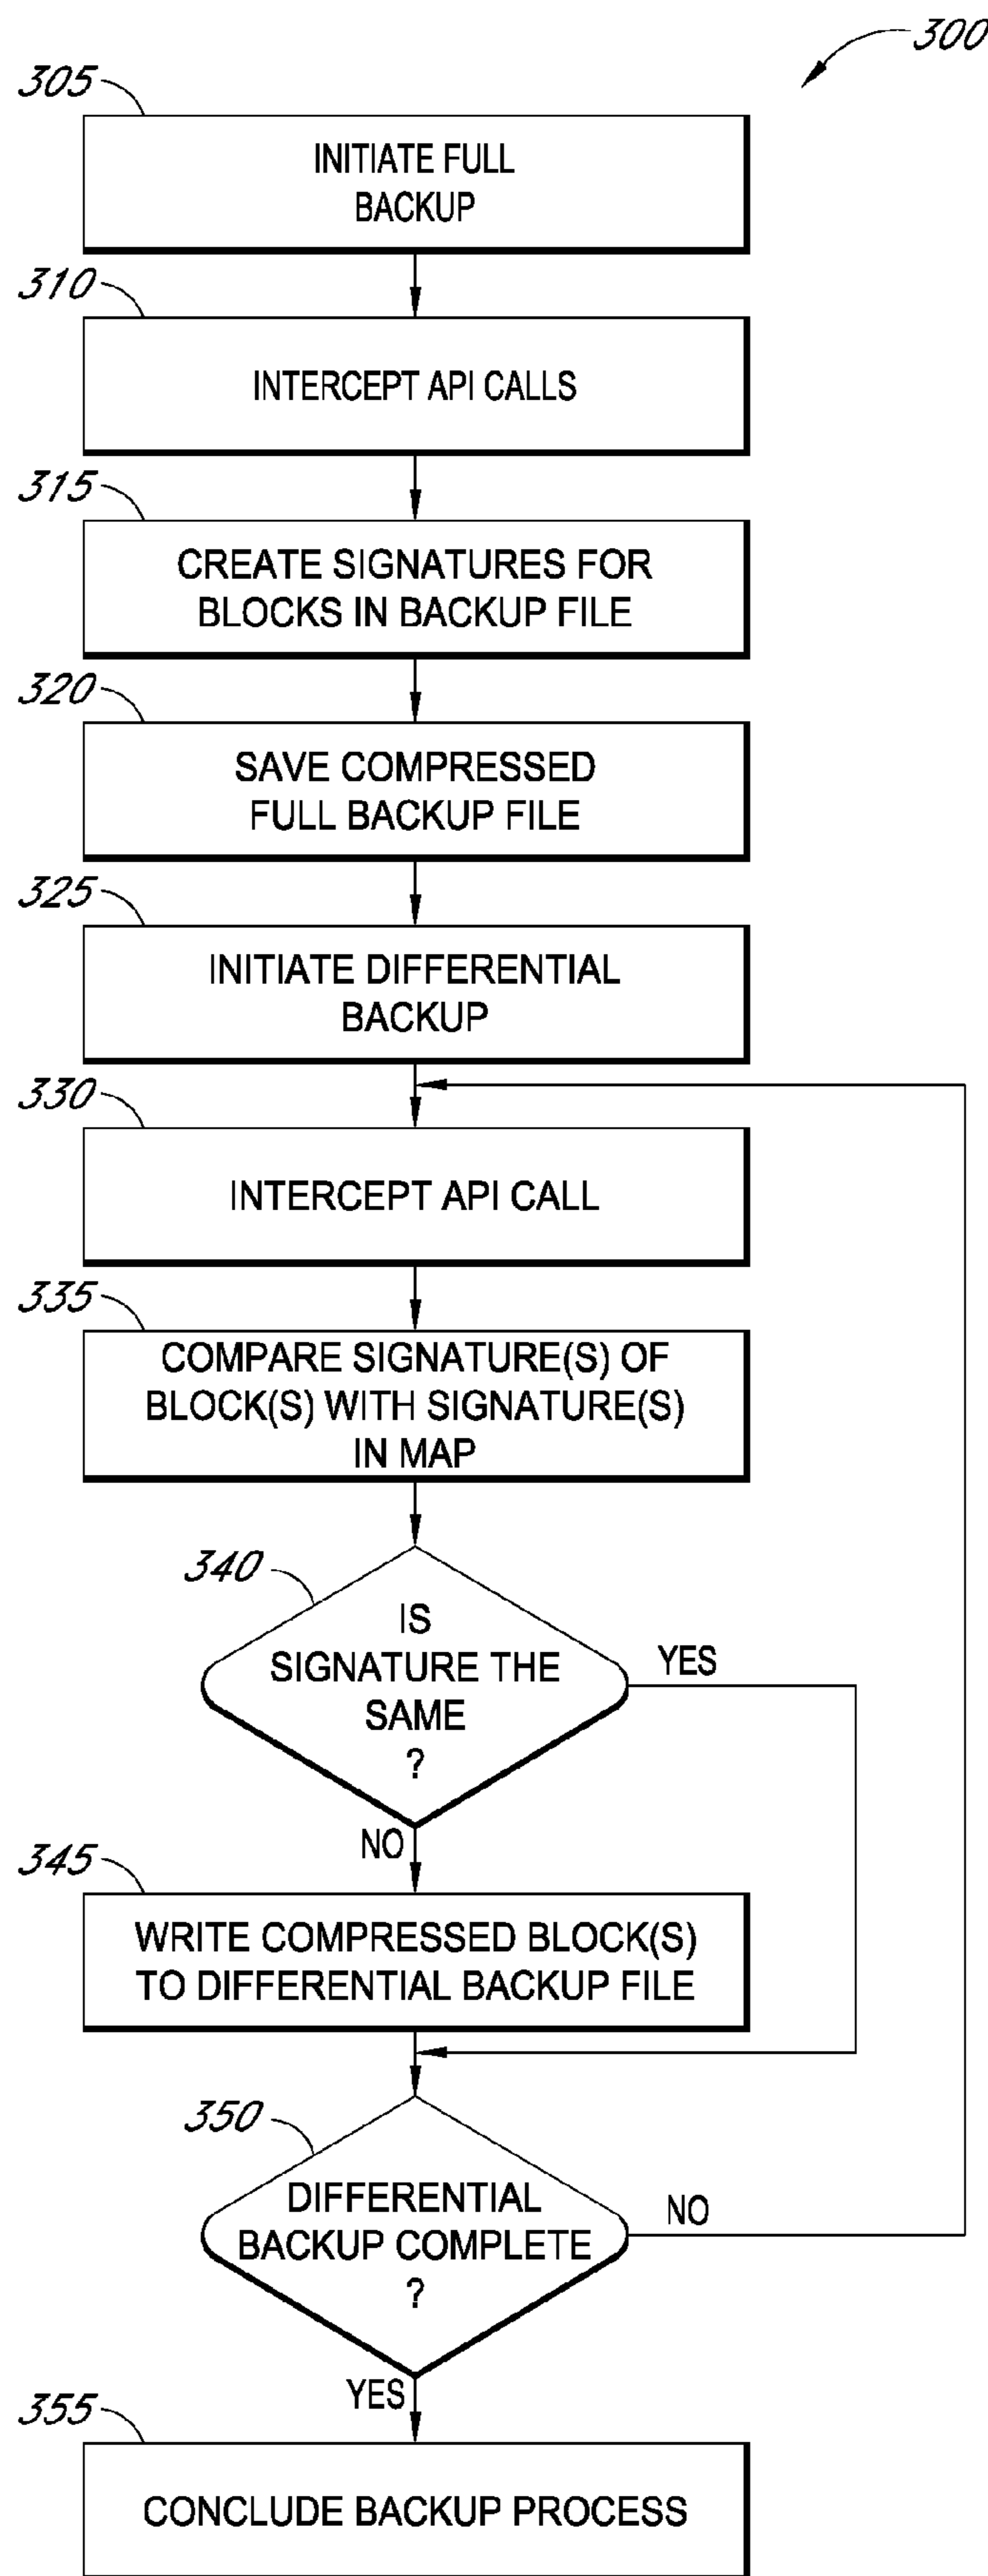 300
305
INITIATE FULL
BACKUP
310
INTERCEPT API CALLS
315
CREATE SIGNATURES FOR
BLOCKS IN BACKUP FILE
320
SAVE COMPRESSED
FULL BACKUP FILE
325
INITIATE DIFFERENTIAL
BACKUP
330
INTERCEPT API CALL
335
COMPARE SIGNATURE(S) OF
BLOCK(S) WITH SIGNATURE(S)
IN MAP
340
IS
SIGNATURE THE
SAME
?
YES
NO
345
WRITE COMPRESSED BLOCK(S)
TO DIFFERENTIAL BACKUP FILE
350
DIFFERENTIAL
BACKUP COMPLETE
?
NO
YES
355
CONCLUDE BACKUP PROCESS